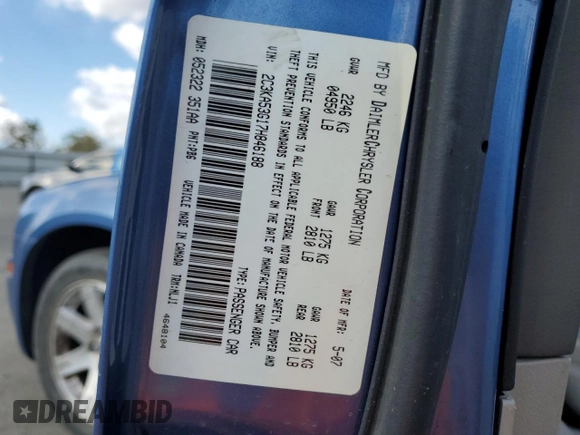 MFD BY DAIMLERCHRYSLER CORPORATION
DATE OF MFR: 5-07
GVWR 2246 KG 04950 LB
GAWR FRONT 1275 KG 2810 LB
GAWR REAR 1275 KG 2810 LB
THIS VEHICLE CONFORMS TO ALL APPLICABLE FEDERAL MOTOR VEHICLE SAFETY, BUMPER AND
THEFT PREVENTION STANDARDS IN EFFECT ON THE DATE OF MANUFACTURE SHOWN ABOVE.
VIN: 2C3KA53G17H846188
TYPE: PASSENGER CAR
MDH: 052322 351AA PNT: PB6
VEHICLE MADE IN CANADA TRM: MLJ1
4648104
DREAMBID